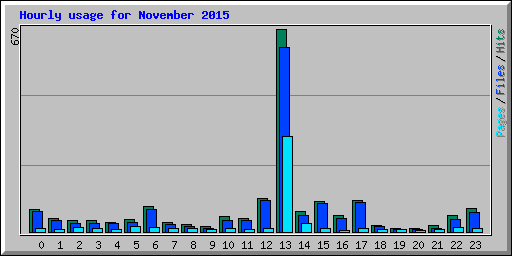 Hourly usage for November 2015
670
Pages/Files/Hits
0 1 2 3 4 5 6 7 8 9 10 11 12 13 14 15 16 17 18 19 20 21 22 23